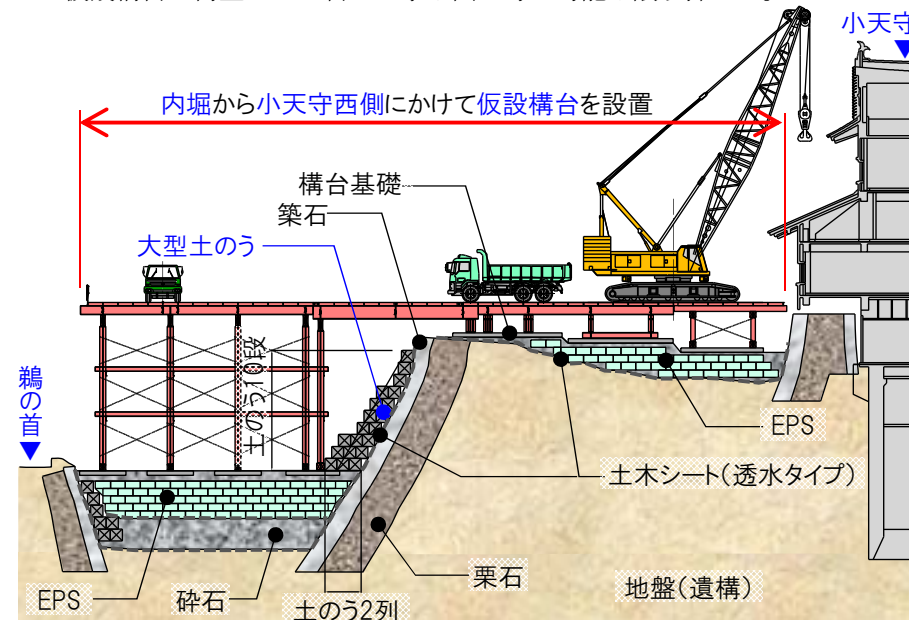 小天守
内堀から小天守西側にかけて仮設構台を設置
構台基礎
築石
大型土のう
土のう10段
鵜の首
EPS
土木シート(透水タイプ)
栗石
地盤(遺構)
EPS
砕石
土のう2列